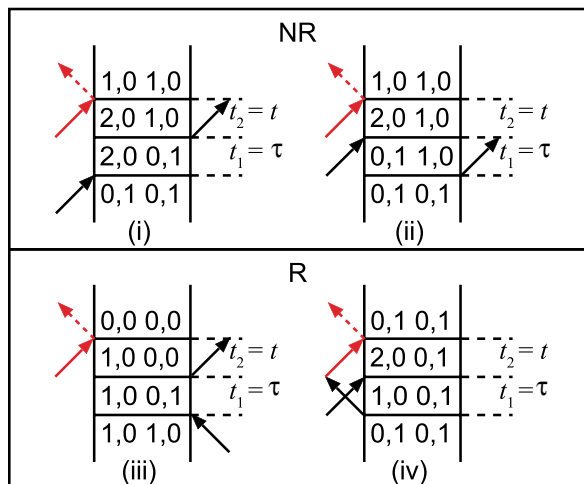 NR
1,0 1,0
2,0 1,0
2,0 0,1
0,1 0,1
t₂ = t
t₁ = τ
(i)
1,0 1,0
2,0 1,0
0,1 1,0
0,1 0,1
t₂ = t
t₁ = τ
(ii)
R
0,0 0,0
1,0 0,0
1,0 0,1
1,0 1,0
t₂ = t
t₁ = τ
(iii)
0,1 0,1
2,0 0,1
1,0 0,1
0,1 0,1
t₂ = t
t₁ = τ
(iv)